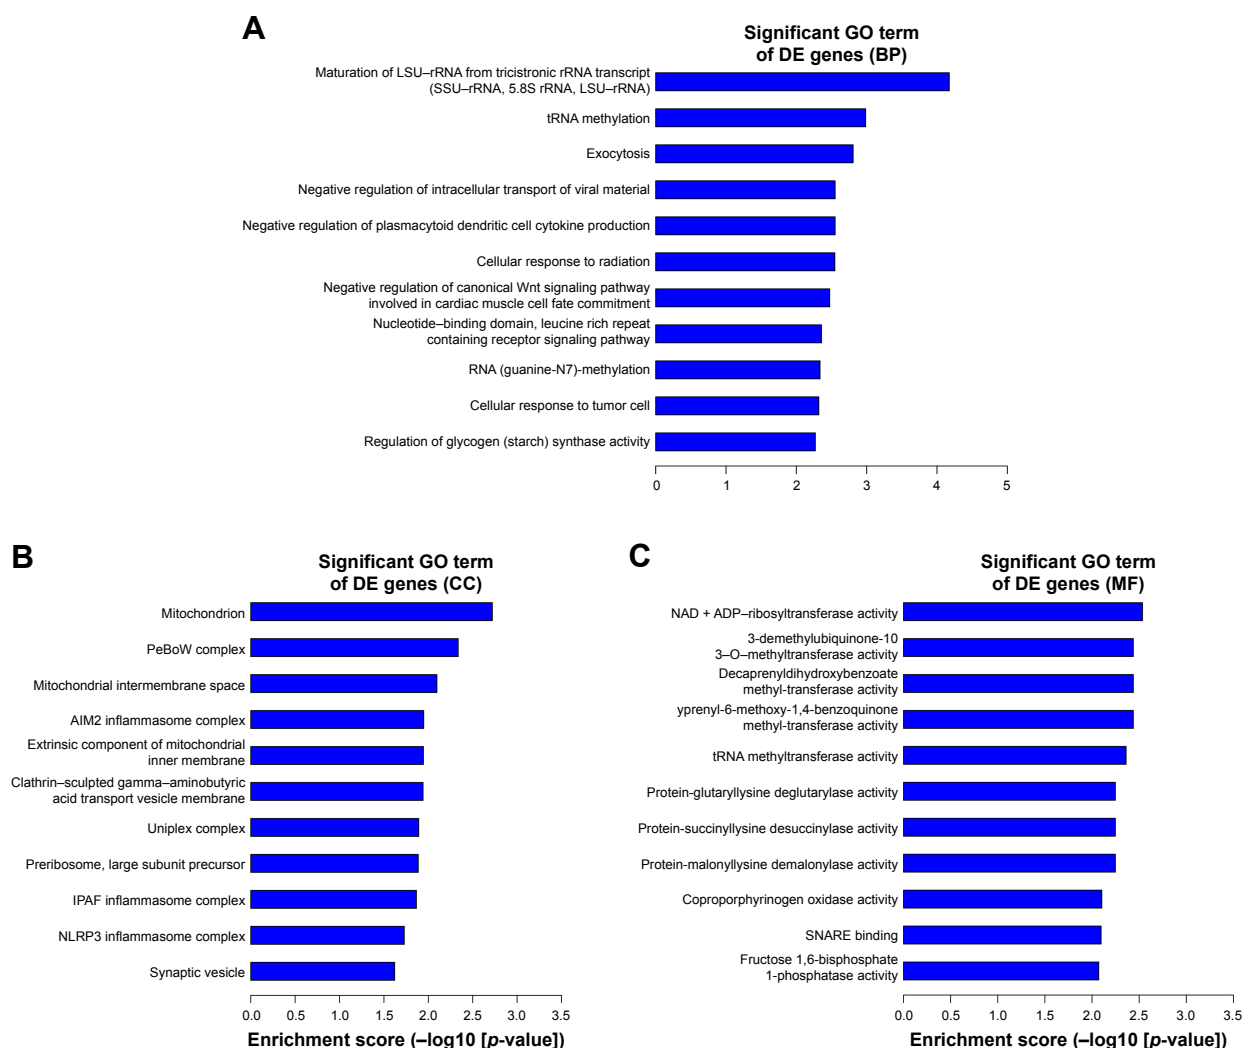 A
Significant GO term
of DE genes (BP)
Maturation of LSU–rRNA from tricistronic rRNA transcript
(SSU–rRNA, 5.8S rRNA, LSU–rRNA)
tRNA methylation
Exocytosis
Negative regulation of intracellular transport of viral material
Negative regulation of plasmacytoid dendritic cell cytokine production
Cellular response to radiation
Negative regulation of canonical Wnt signaling pathway
involved in cardiac muscle cell fate commitment
Nucleotide–binding domain, leucine rich repeat
containing receptor signaling pathway
RNA (guanine-N7)-methylation
Cellular response to tumor cell
Regulation of glycogen (starch) synthase activity
0 1 2 3 4 5
B
Significant GO term
of DE genes (CC)
Mitochondrion
PeBoW complex
Mitochondrial intermembrane space
AIM2 inflammasome complex
Extrinsic component of mitochondrial
inner membrane
Clathrin–sculpted gamma–aminobutyric
acid transport vesicle membrane
Uniplex complex
Preribosome, large subunit precursor
IPAF inflammasome complex
NLRP3 inflammasome complex
Synaptic vesicle
0.0 0.5 1.0 1.5 2.0 2.5 3.0 3.5
Enrichment score (–log10 [p-value])
C
Significant GO term
of DE genes (MF)
NAD + ADP–ribosyltransferase activity
3-demethylubiquinone-10
3–O–methyltransferase activity
Decaprenyldihydroxybenzoate
methyl-transferase activity
yprenyl-6-methoxy-1,4-benzoquinone
methyl-transferase activity
tRNA methyltransferase activity
Protein-glutaryllysine deglutarylase activity
Protein-succinyllysine desuccinylase activity
Protein-malonyllysine demalonylase activity
Coproporphyrinogen oxidase activity
SNARE binding
Fructose 1,6-bisphosphate
1-phosphatase activity
0.0 0.5 1.0 1.5 2.0 2.5 3.0 3.5
Enrichment score (–log10 [p-value])